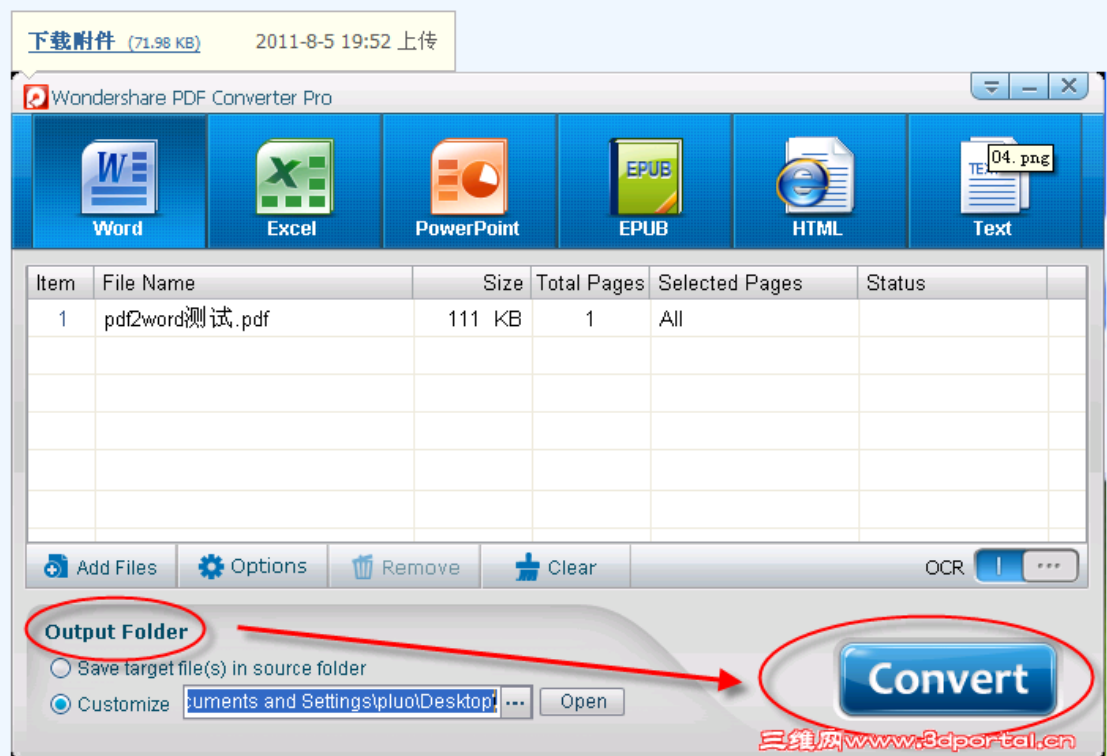 下载附件 (71.98 KB) 2011-8-5 19:52 上传
Wondershare PDF Converter Pro
W
EPUB
04. png
Word Excel PowerPoint EPUB HTML Text
Item File Name Size Total Pages Selected Pages Status
1 pdf2word测试.pdf 111 KB 1 All
Add Files Options Remove Clear OCR
Output Folder
Save target file(s) in source folder
Customize cuments and Settings\pluo\Desktop\ ... Open
Convert
三维网www.3dportal.cn